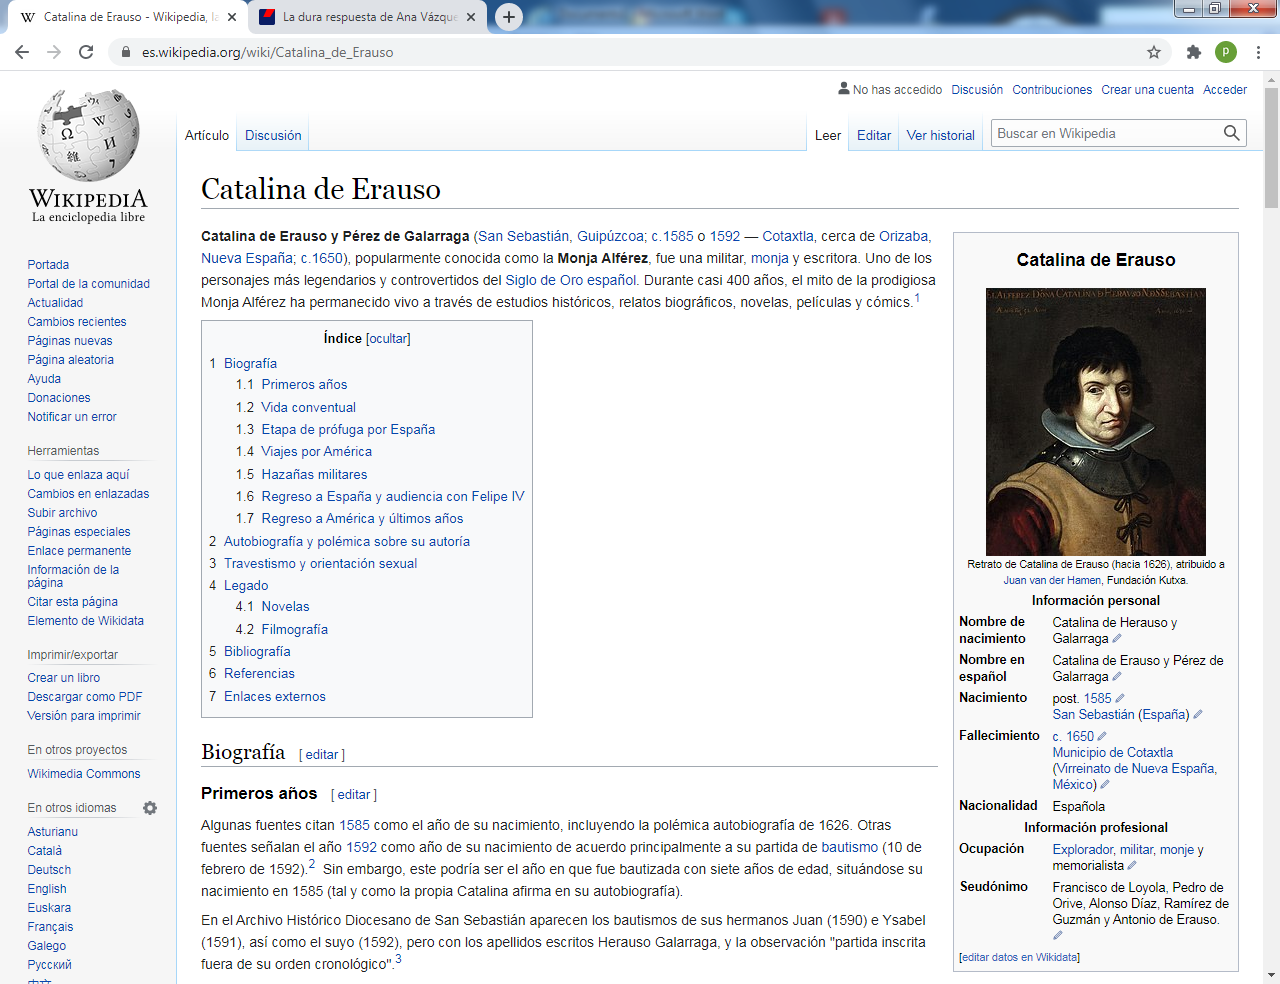 Catalina de Erauso - Wikipedia, la
La dura respuesta de Ana Vázque
P
es.wikipedia.org/wiki/Catalina_de_Erauso
No has accedido Discusión Contribuciones Crear una cuenta Acceder
Artículo Discusión
Leer Editar Ver historial
Buscar en Wikipedia
WIKIPEDIA
La enciclopedia libre
Portada
Portal de la comunidad
Actualidad
Cambios recientes
Páginas nuevas
Página aleatoria
Ayuda
Donaciones
Notificar un error
Herramientas
Lo que enlaza aquí
Cambios en enlazadas
Subir archivo
Páginas especiales
Enlace permanente
Información de la
página
Citar esta página
Elemento de Wikidata
Imprimir/exportar
Crear un libro
Descargar como PDF
Versión para imprimir
En otros proyectos
Wikimedia Commons
En otros idiomas
Asturianu
Català
Deutsch
English
Euskara
Français
Galego
Русский
中文
Catalina de Erauso
Catalina de Erauso y Pérez de Galarraga (San Sebastián, Guipúzcoa; c.1585 o 1592 — Cotaxtla, cerca de Orizaba,
Nueva España; c.1650), popularmente conocida como la Monja Alférez, fue una militar, monja y escritora. Uno de los
personajes más legendarios y controvertidos del Siglo de Oro español. Durante casi 400 años, el mito de la prodigiosa
Monja Alférez ha permanecido vivo a través de estudios históricos, relatos biográficos, novelas, películas y cómics.1
Índice [ocultar]
1 Biografía
1.1 Primeros años
1.2 Vida conventual
1.3 Etapa de prófuga por España
1.4 Viajes por América
1.5 Hazañas militares
1.6 Regreso a España y audiencia con Felipe IV
1.7 Regreso a América y últimos años
2 Autobiografía y polémica sobre su autoría
3 Travestismo y orientación sexual
4 Legado
4.1 Novelas
4.2 Filmografía
5 Bibliografía
6 Referencias
7 Enlaces externos
Biografía [ editar ]
Primeros años [ editar ]
Algunas fuentes citan 1585 como el año de su nacimiento, incluyendo la polémica autobiografía de 1626. Otras
fuentes señalan el año 1592 como año de su nacimiento de acuerdo principalmente a su partida de bautismo (10 de
febrero de 1592).2 Sin embargo, este podría ser el año en que fue bautizada con siete años de edad, situándose su
nacimiento en 1585 (tal y como la propia Catalina afirma en su autobiografía).
En el Archivo Histórico Diocesano de San Sebastián aparecen los bautismos de sus hermanos Juan (1590) e Ysabel
(1591), así como el suyo (1592), pero con los apellidos escritos Herauso Galarraga, y la observación "partida inscrita
fuera de su orden cronológico".3
Catalina de Erauso
EL ALFEREZ DOÑA CATALINA D HERAUSO N D S SEBASTIAN
Retrato de Catalina de Erauso (hacia 1626), atribuido a
Juan van der Hamen, Fundación Kutxa.
Información personal
Nombre de nacimiento Catalina de Herauso y Galarraga
Nombre en español Catalina de Erauso y Pérez de Galarraga
Nacimiento post. 1585
San Sebastián (España)
Fallecimiento c. 1650
Municipio de Cotaxtla
(Virreinato de Nueva España,
México)
Nacionalidad Española
Información profesional
Ocupación Explorador, militar, monje y
memorialista
Seudónimo Francisco de Loyola, Pedro de
Orive, Alonso Díaz, Ramírez de
Guzmán y Antonio de Erauso.
[editar datos en Wikidata]